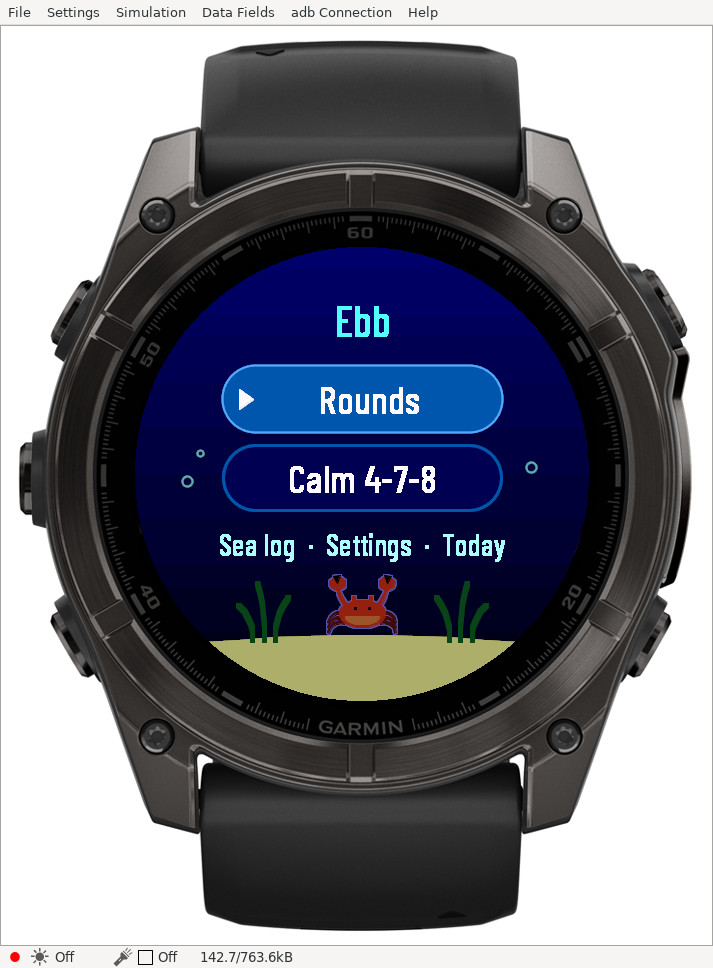 File Settings Simulation Data Fields adb Connection Help
60
50
Ebb
Rounds
Calm 4-7-8
Sea log · Settings · Today
40
20
GARMIN
Off Off 142.7/763.6kB